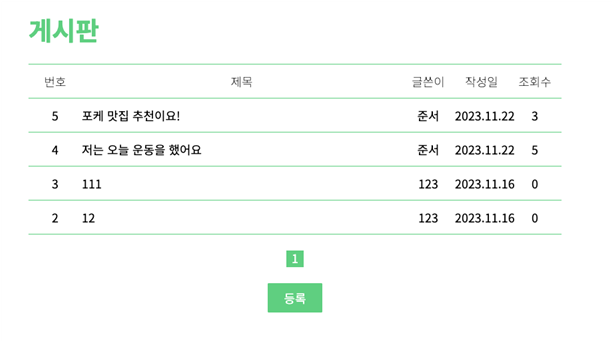 게시판
번호 제목 글쓴이 작성일 조회수
5 포케 맛집 추천이요! 준서 2023.11.22 3
4 저는 오늘 운동을 했어요 준서 2023.11.22 5
3 111 123 2023.11.16 0
2 12 123 2023.11.16 0
1
등록